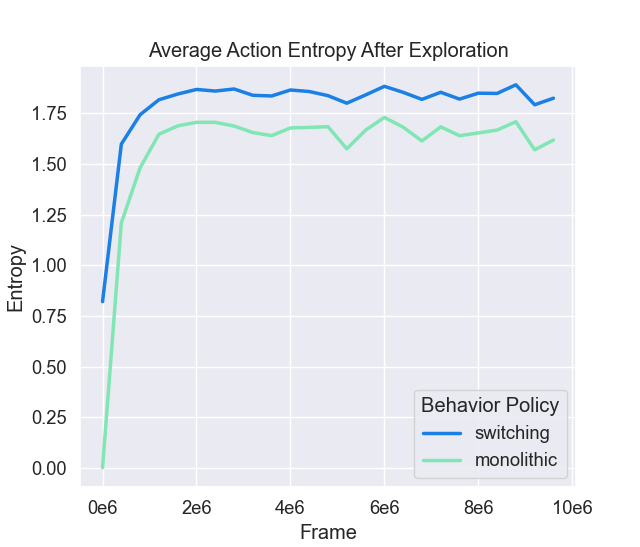 Average Action Entropy After Exploration
Entropy
1.75
1.50
1.25
1.00
0.75
0.50
0.25
0.00
Behavior Policy
switching
monolithic
0e6 2e6 4e6 6e6 8e6 10e6
Frame